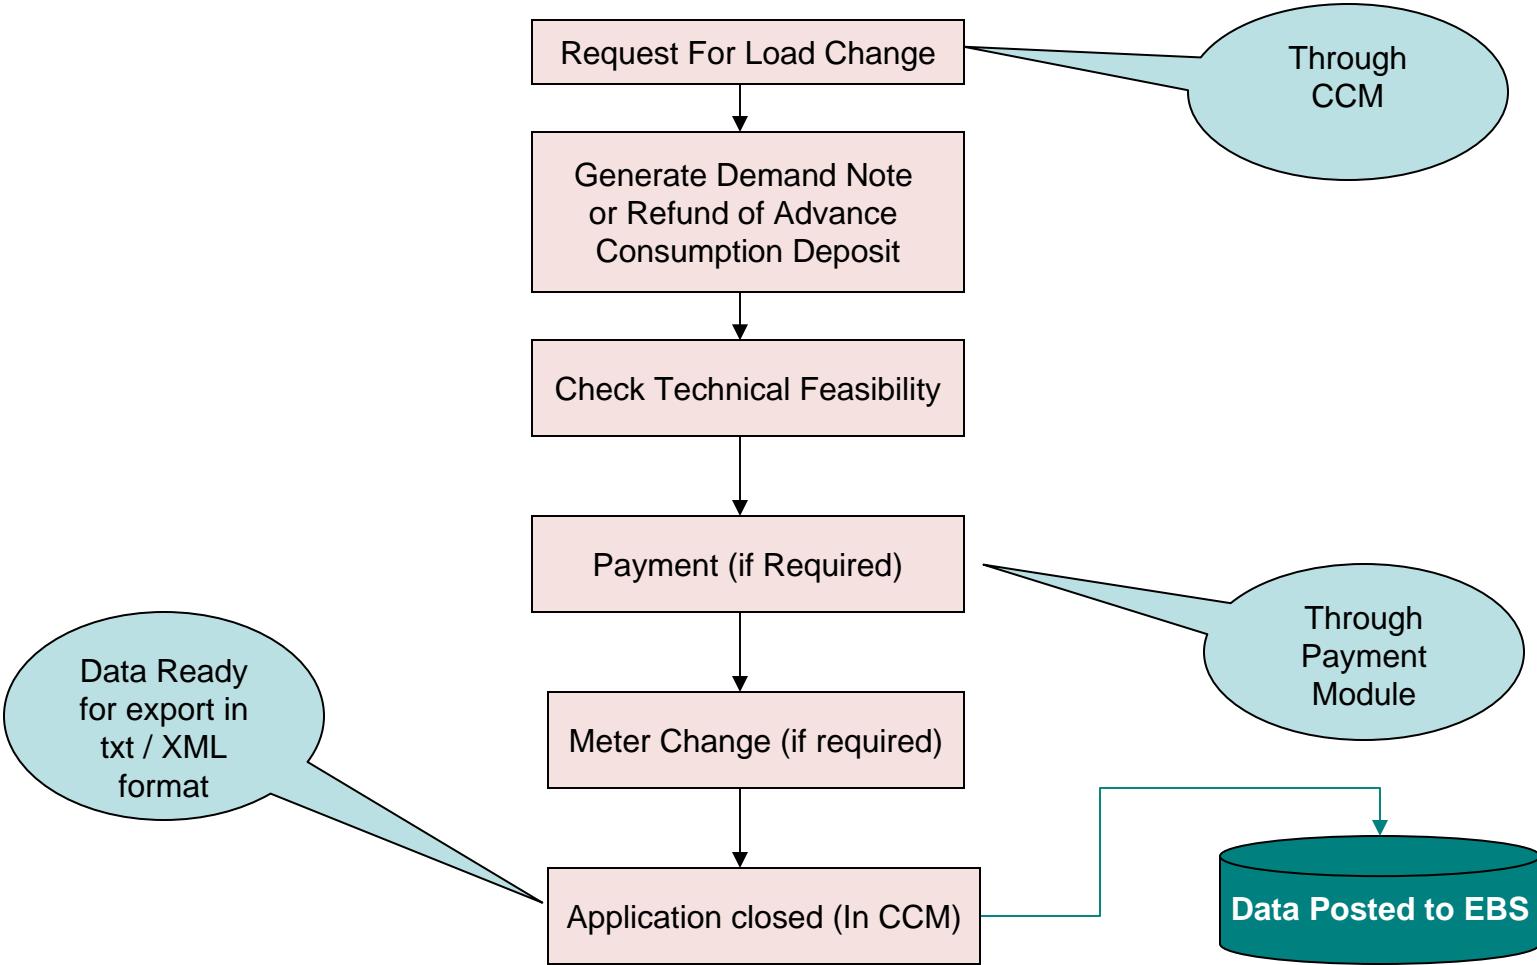 Request For Load Change
Through
CCM
Generate Demand Note
or Refund of Advance
Consumption Deposit
Check Technical Feasibility
Payment (if Required)
Through
Payment
Module
Data Ready
for export in
txt / XML
format
Meter Change (if required)
Application closed (In CCM)
Data Posted to EBS